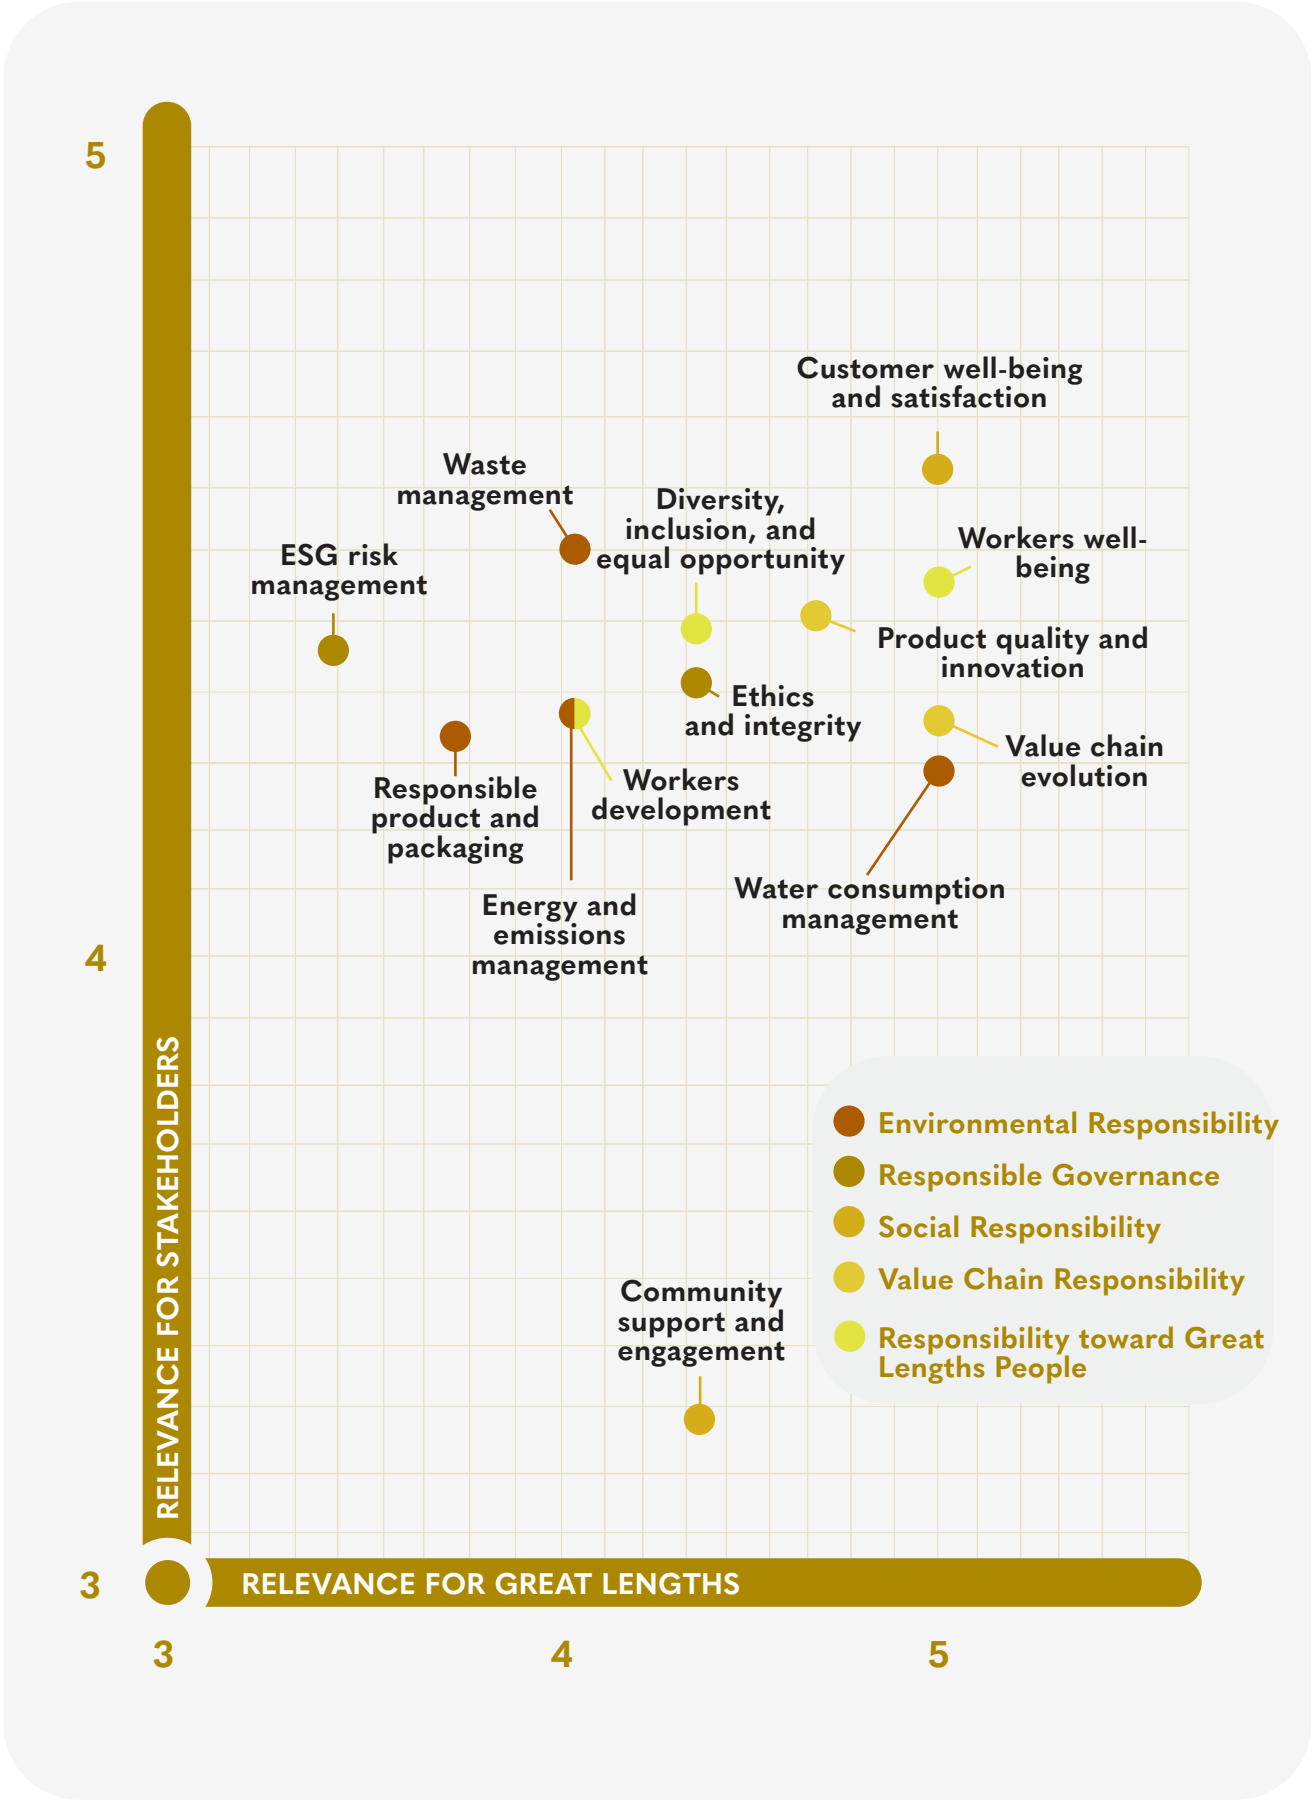 5
Customer well-being
and satisfaction
Waste
management
Diversity,
inclusion, and
equal opportunity
Workers well-
being
ESG risk
management
Product quality and
innovation
Ethics
and integrity
Value chain
evolution
Workers
development
Responsible
product and
packaging
Water consumption
management
Energy and
emissions
management
4
RELEVANCE FOR STAKEHOLDERS
Environmental Responsibility
Responsible Governance
Social Responsibility
Value Chain Responsibility
Responsibility toward Great
Lengths People
Community
support and
engagement
3
RELEVANCE FOR GREAT LENGTHS
3
4
5